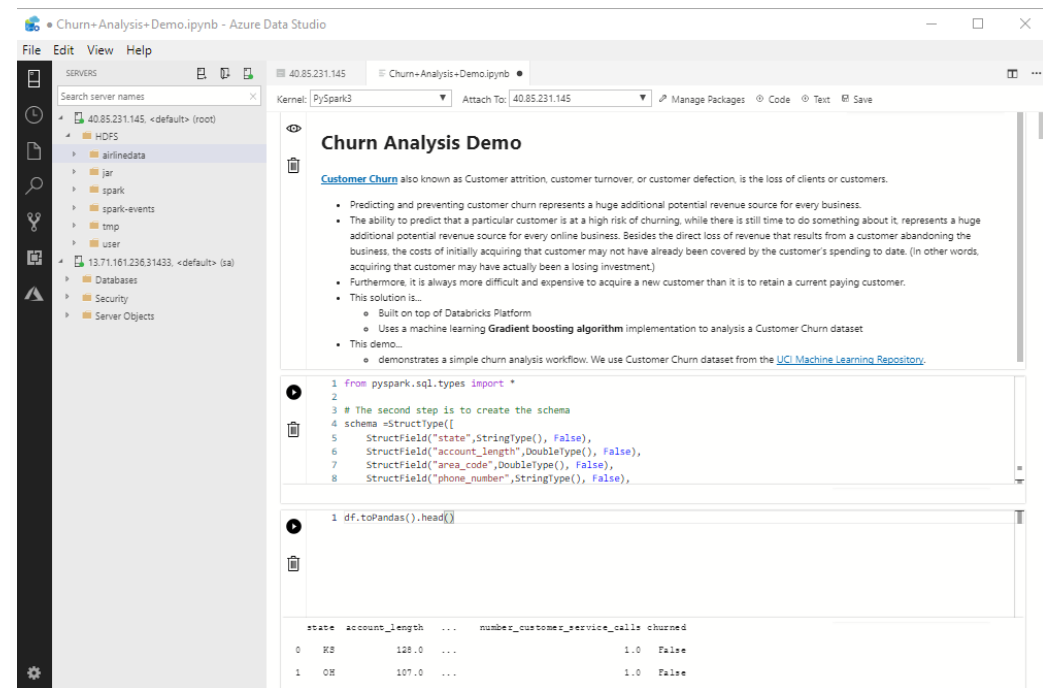 ● Churn+Analysis+Demo.ipynb - Azure Data Studio
File Edit View Help
SERVERS
Search server names
40.85.231.145, <default> (root)
HDFS
airlinedata
jar
spark
spark-events
tmp
user
13.71.161.236,31433, <default> (sa)
Databases
Security
Server Objects
40.85.231.145
Churn+Analysis+Demo.ipynb ●
Kernel: PySpark3 Attach To: 40.85.231.145 Manage Packages Code Text Save
Churn Analysis Demo
Customer Churn also known as Customer attrition, customer turnover, or customer defection, is the loss of clients or customers.
• Predicting and preventing customer churn represents a huge additional potential revenue source for every business.
• The ability to predict that a particular customer is at a high risk of churning, while there is still time to do something about it, represents a huge
additional potential revenue source for every online business. Besides the direct loss of revenue that results from a customer abandoning the
business, the costs of initially acquiring that customer may not have already been covered by the customer's spending to date. (In other words,
acquiring that customer may have actually been a losing investment.)
• Furthermore, it is always more difficult and expensive to acquire a new customer than it is to retain a current paying customer.
• This solution is...
Built on top of Databricks Platform
Uses a machine learning Gradient boosting algorithm implementation to analysis a Customer Churn dataset
• This demo...
demonstrates a simple churn analysis workflow. We use Customer Churn dataset from the UCI Machine Learning Repository.
1 from pyspark.sql.types import *
2
3 # The second step is to create the schema
4 schema =StructType([
5 StructField("state",StringType(), False),
6 StructField("account_length",DoubleType(), False),
7 StructField("area_code",DoubleType(), False),
8 StructField("phone_number",StringType(), False),
1 df.toPandas().head()
state account_length ... number_customer_service_calls churned
0 KS 128.0 ... 1.0 False
1 OH 107.0 ... 1.0 False